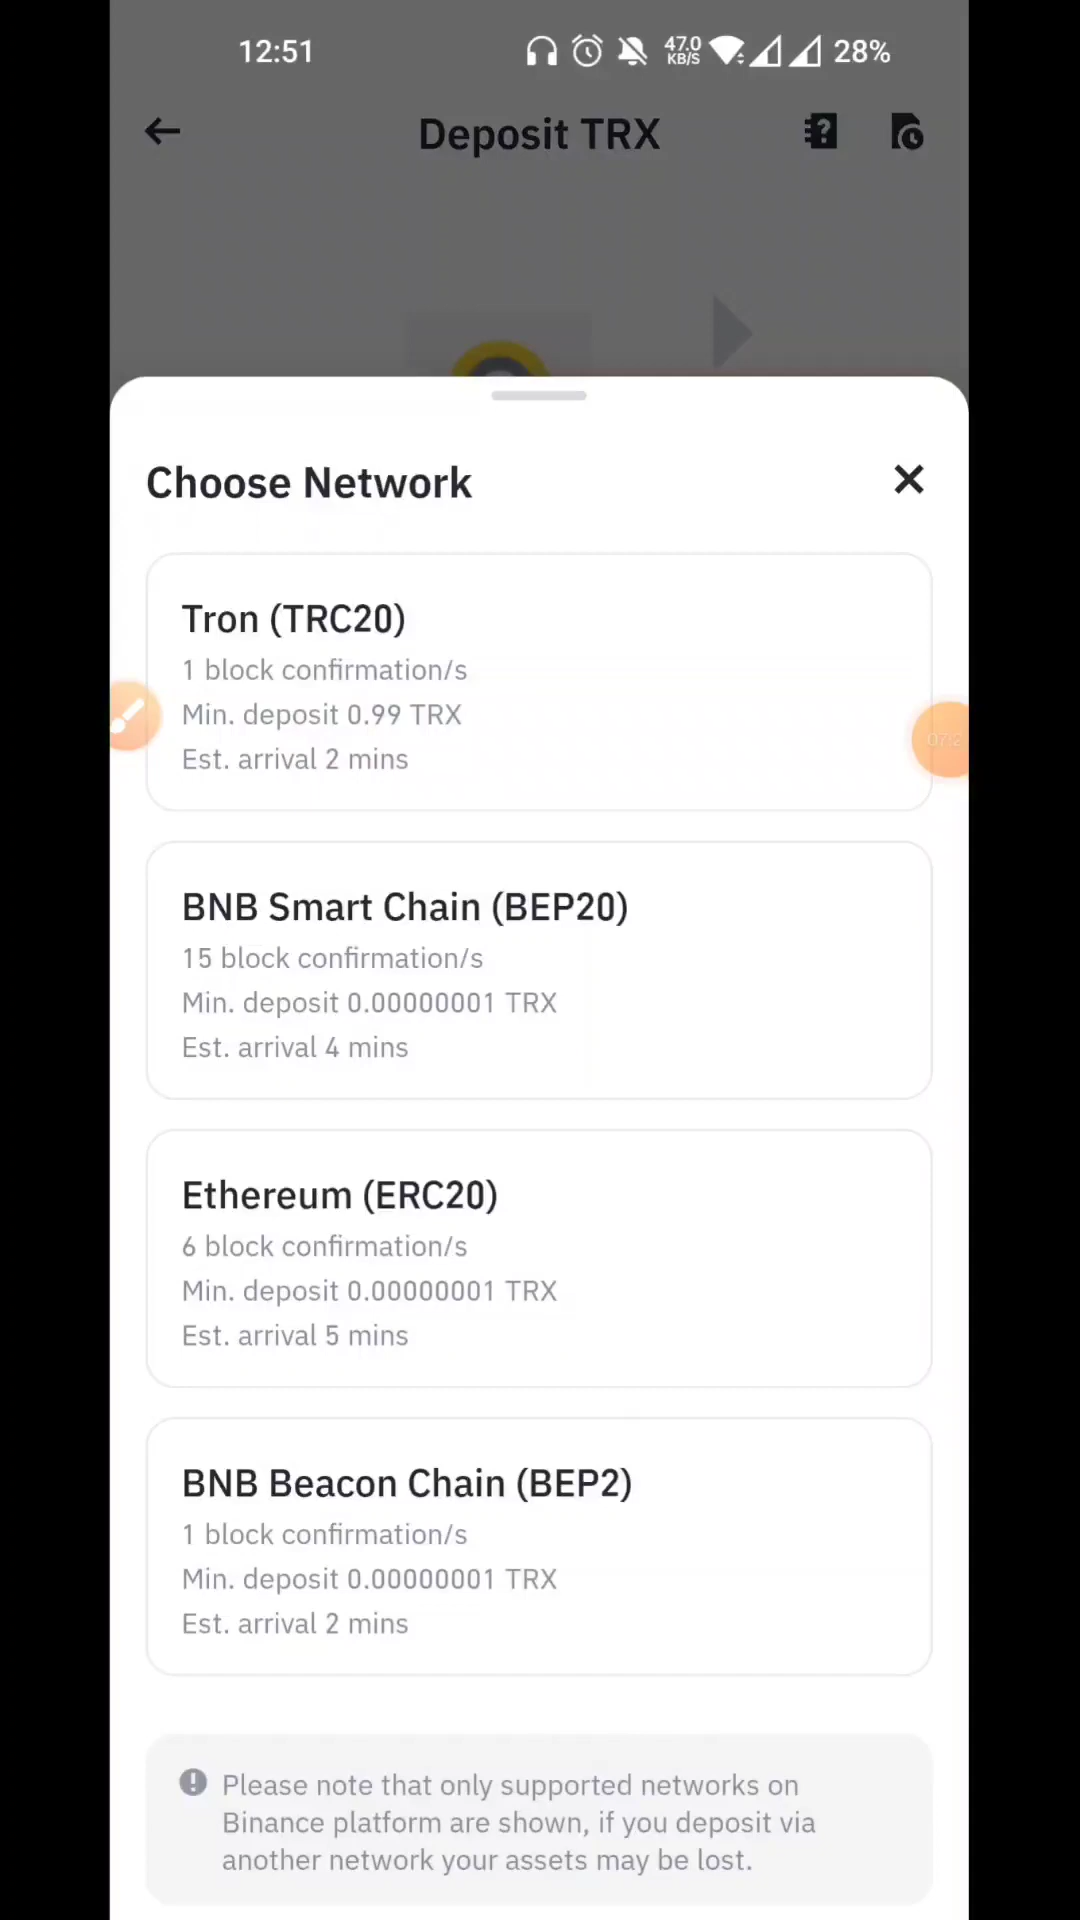 12:51
47.0
KB/S
28%
Deposit TRX
Choose Network
Tron (TRC20)
1 block confirmation/s
Min. deposit 0.99 TRX
Est. arrival 2 mins
07:12
BNB Smart Chain (BEP20)
15 block confirmation/s
Min. deposit 0.00000001 TRX
Est. arrival 4 mins
Ethereum (ERC20)
6 block confirmation/s
Min. deposit 0.00000001 TRX
Est. arrival 5 mins
BNB Beacon Chain (BEP2)
1 block confirmation/s
Min. deposit 0.00000001 TRX
Est. arrival 2 mins
Please note that only supported networks on
Binance platform are shown, if you deposit via
another network your assets may be lost.